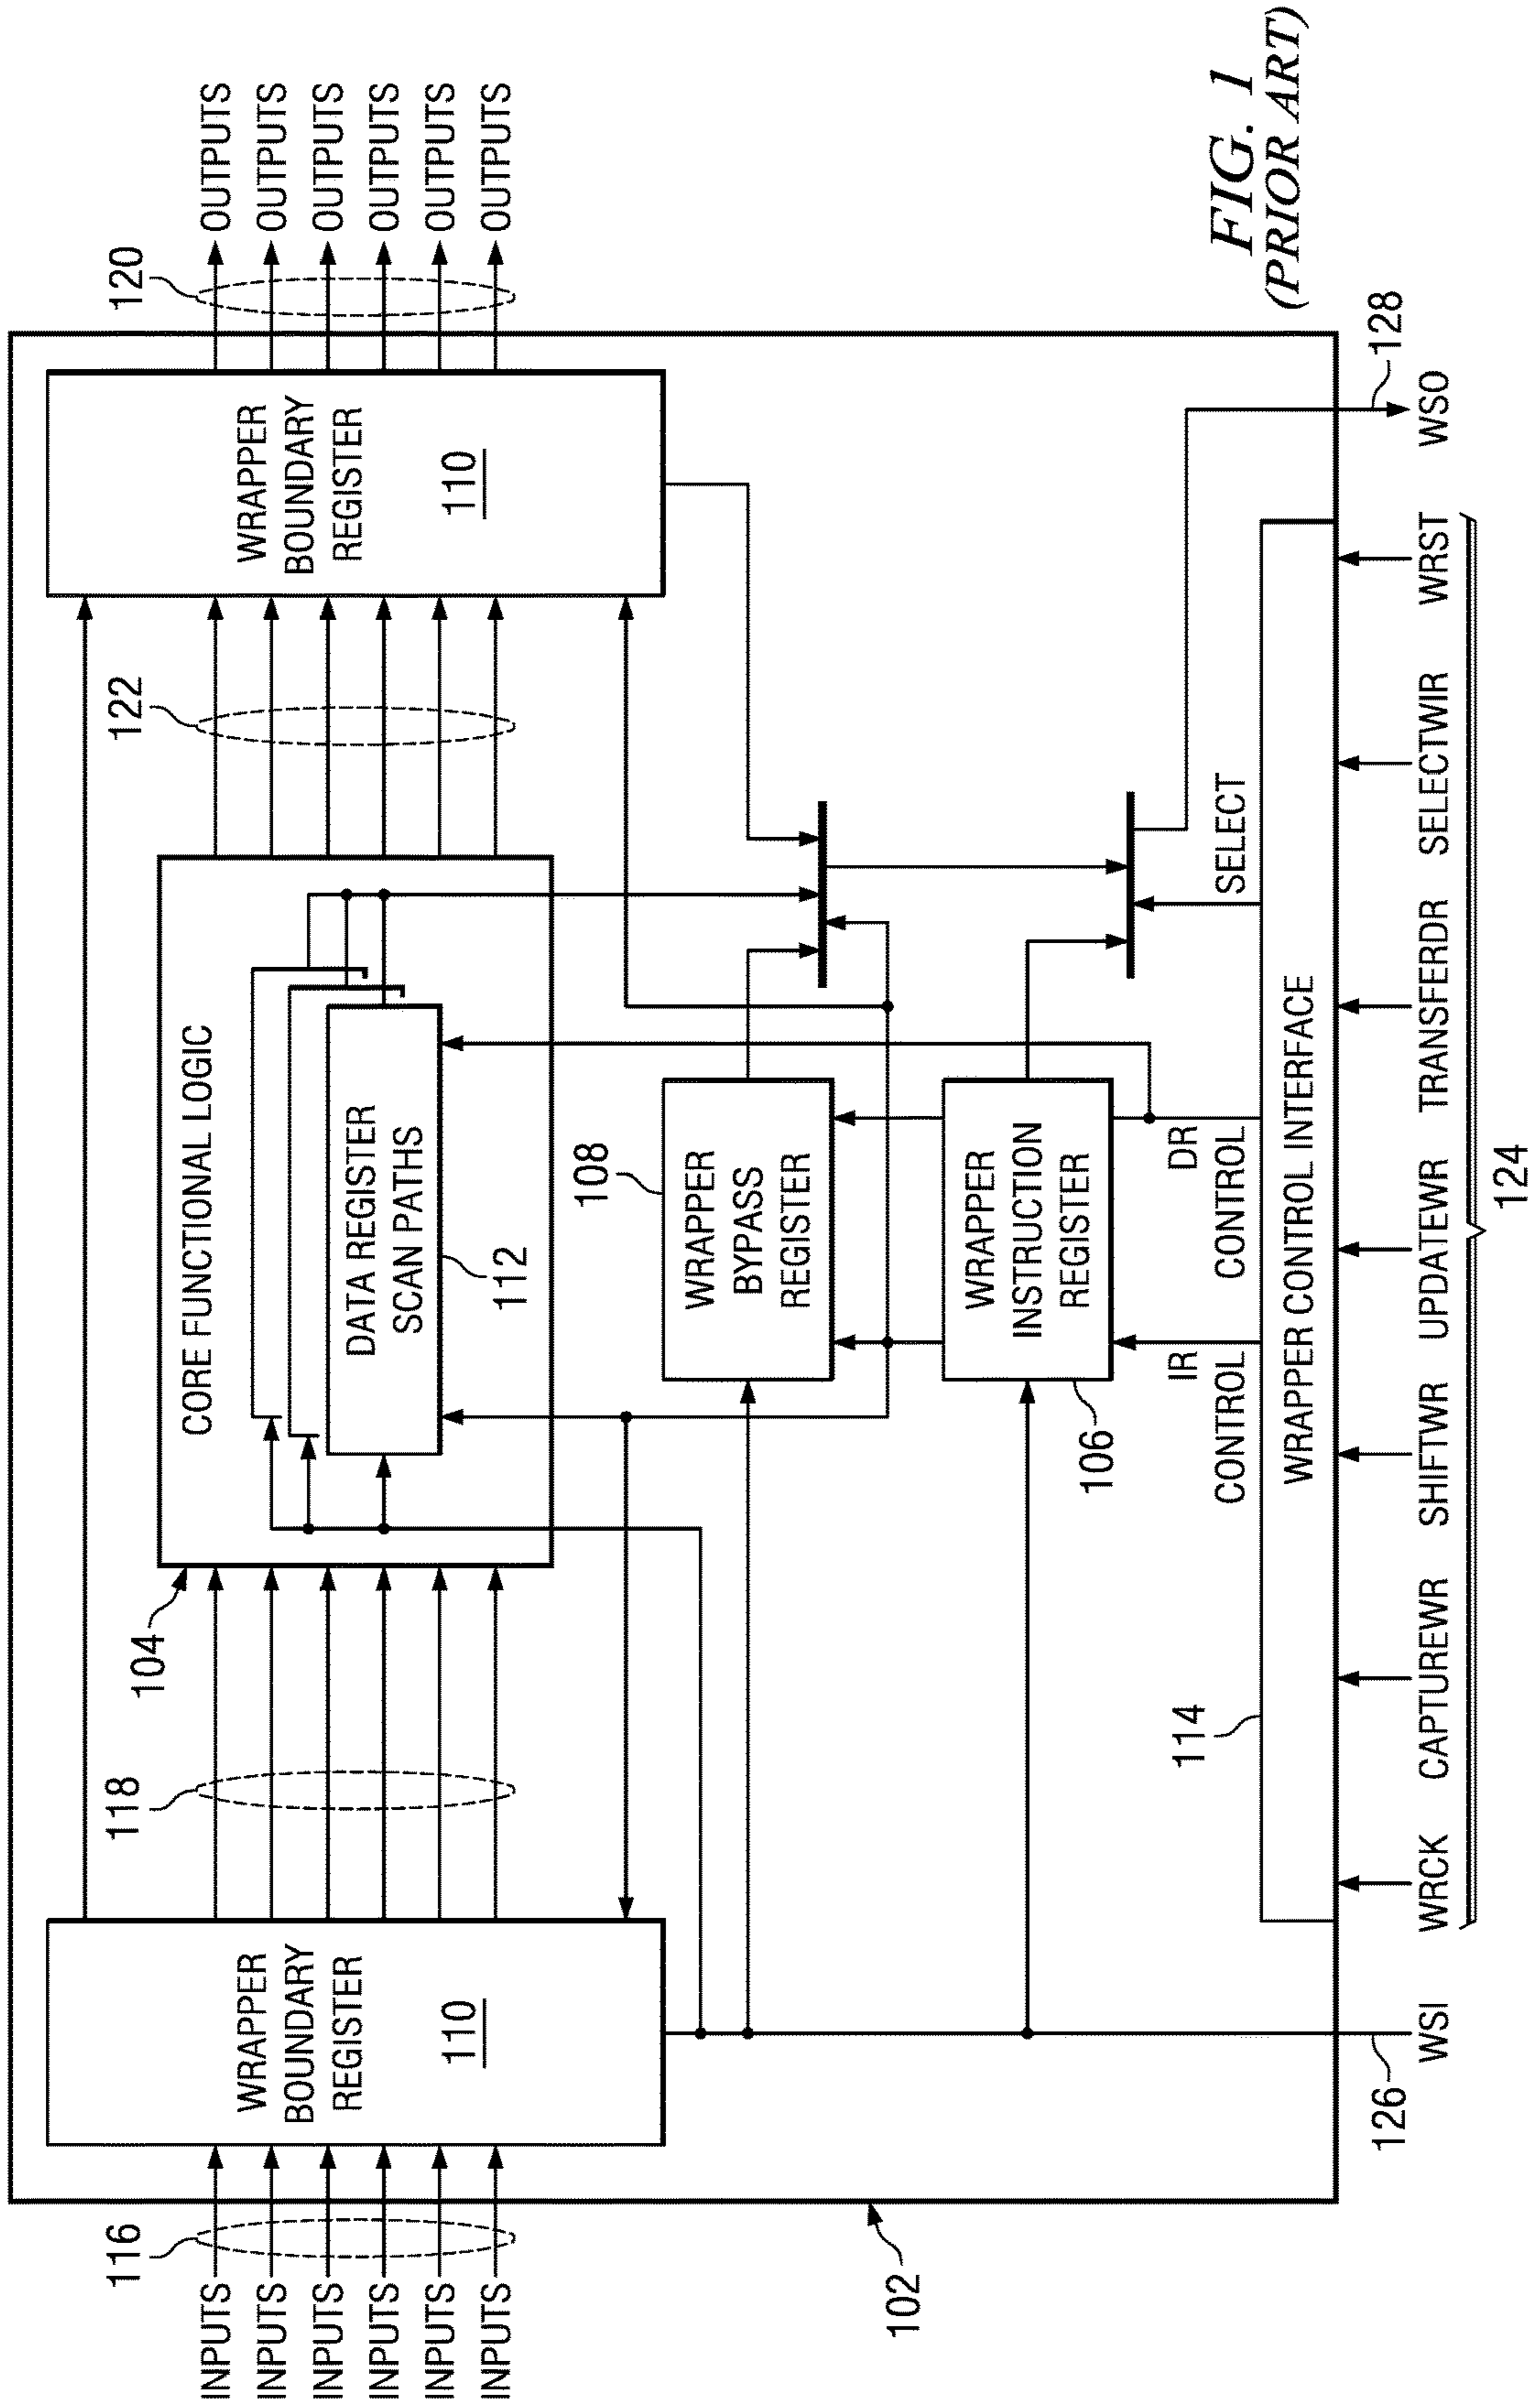 120
OUTPUTS
OUTPUTS
OUTPUTS
OUTPUTS
OUTPUTS
OUTPUTS
WRAPPER
BOUNDARY
REGISTER
110
122
CORE FUNCTIONAL LOGIC
DATA REGISTER
SCAN PATHS
112
104
118
WRAPPER
BOUNDARY
REGISTER
110
116
INPUTS
INPUTS
INPUTS
INPUTS
INPUTS
INPUTS
108
WRAPPER
BYPASS
REGISTER
WRAPPER
INSTRUCTION
REGISTER
106
IR
CONTROL
DR
CONTROL
SELECT
114
WRAPPER CONTROL INTERFACE
102
126
WSI
WRCK
CAPTUREWR
SHIFTWR
UPDATEWR
TRANSFERDR
SELECTWIR
WRST
WSO
128
124
FIG. 1
(PRIOR ART)